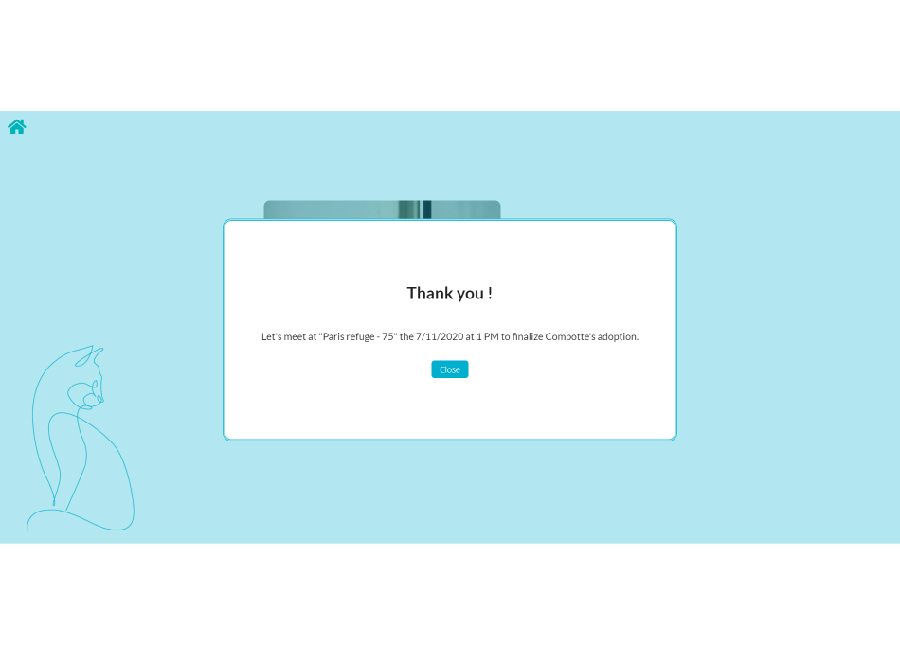 Thank you !
Let's meet at "Paris refuge - 75" the 7/11/2020 at 1 PM to finalize Compotte's adoption.
Close